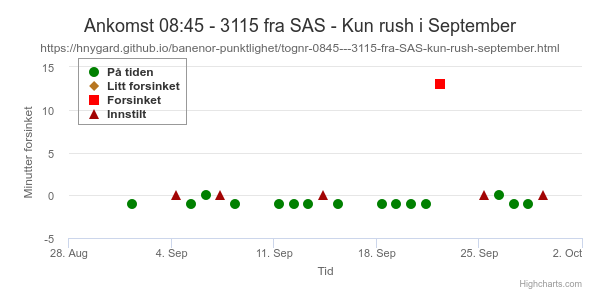 Ankomst 08:45 - 3115 fra SAS - Kun rush i September
https://hnygard.github.io/banenor-punktlighet/tognr-0845---3115-fra-SAS-kun-rush-september.html
På tiden
Litt forsinket
Forsinket
Innstilt
Minutter forsinket
15
10
5
0
-5
28. Aug
4. Sep
11. Sep
18. Sep
25. Sep
2. Oct
Tid
Highcharts.com